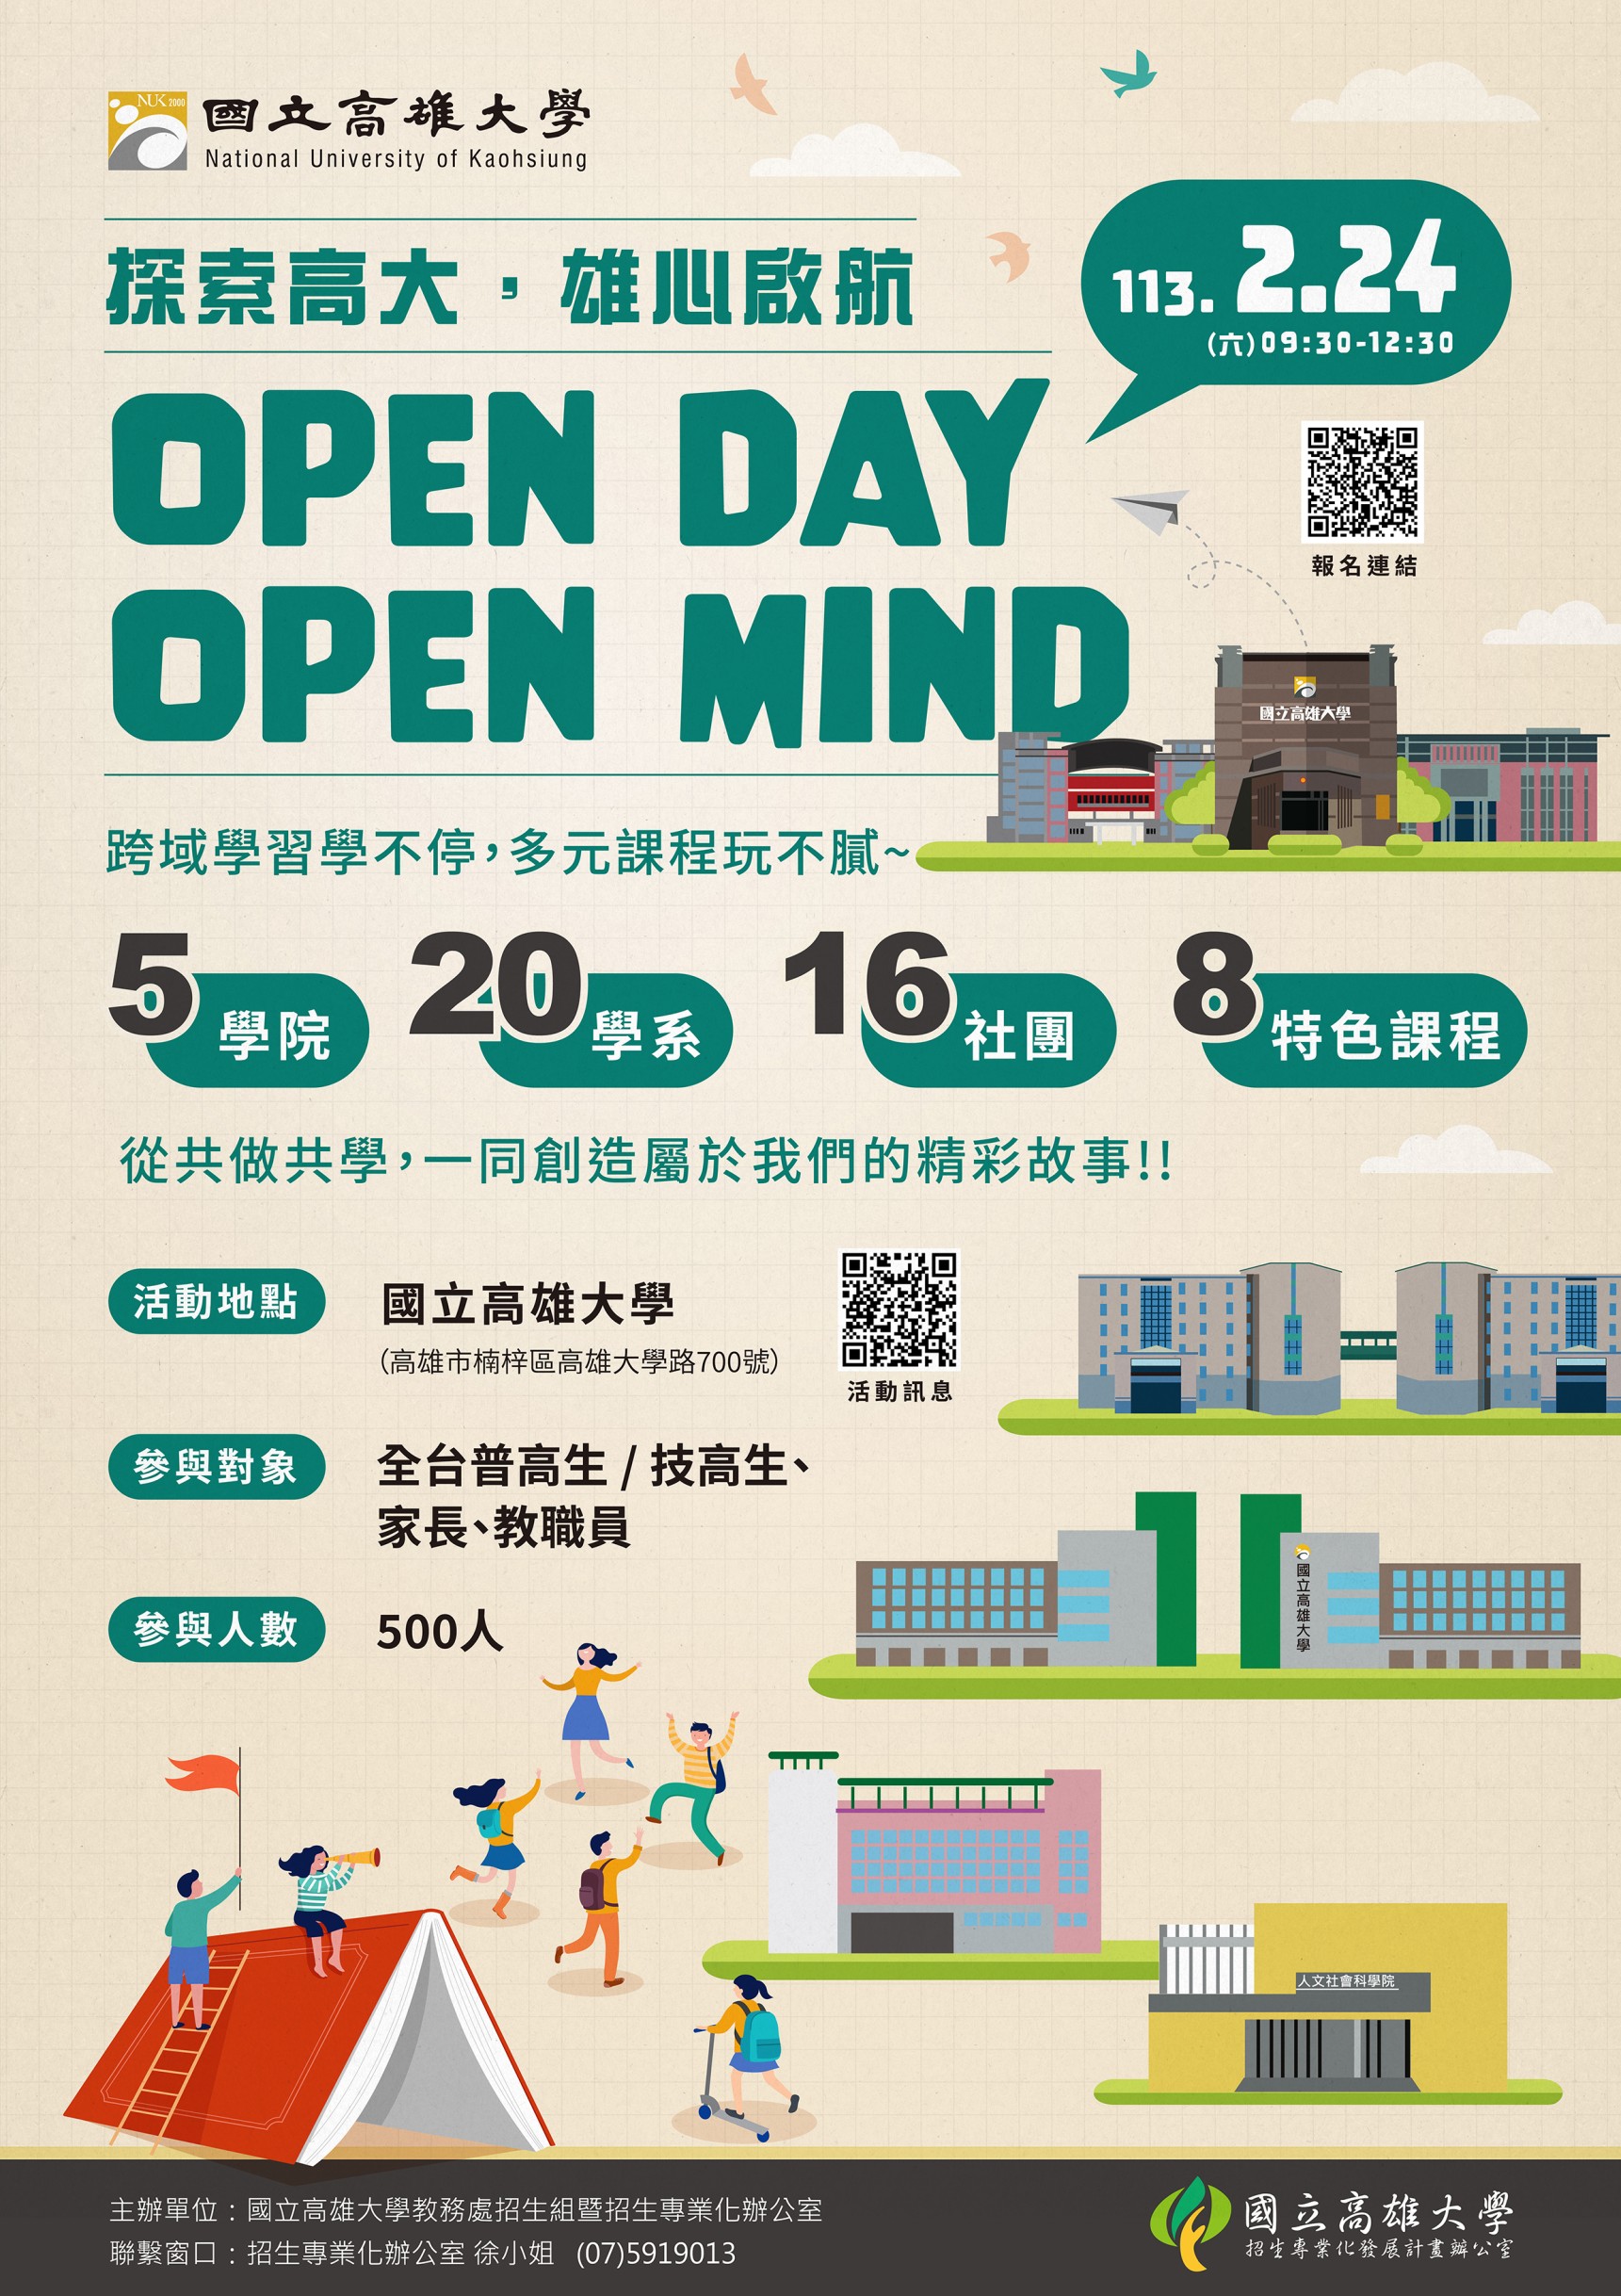 NUK 2000
國立高雄大學
National University of Kaohsiung
探索高大，雄心啟航
113. 2.24
(六)09:30-12:30
OPEN DAY
OPEN MIND
報名連結
國立高雄大學
跨域學習學不停，多元課程玩不膩~
5 學院
20 學系
16 社團
8 特色課程
從共做共學，一同創造屬於我們的精彩故事!!
活動地點
國立高雄大學
(高雄市楠梓區高雄大學路700號)
活動訊息
參與對象
全台普高生 / 技高生、
家長、教職員
參與人數
500人
國立高雄大學
人文社會科學院
主辦單位：國立高雄大學教務處招生組暨招生專業化辦公室
聯繫窗口：招生專業化辦公室 徐小姐 (07)5919013
國立高雄大學
招生專業化發展計畫辦公室